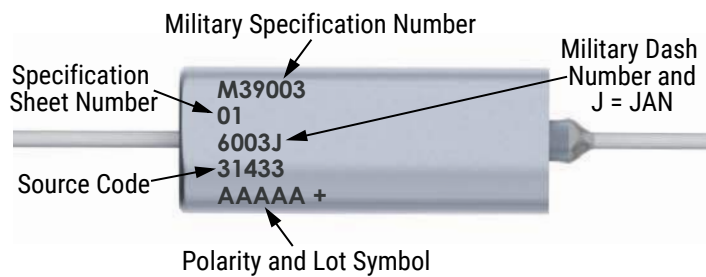 Military Specification Number
Specification
Sheet Number
Military Dash
Number and
J = JAN
M39003
01
6003J
31433
AAAAA +
Source Code
Polarity and Lot Symbol